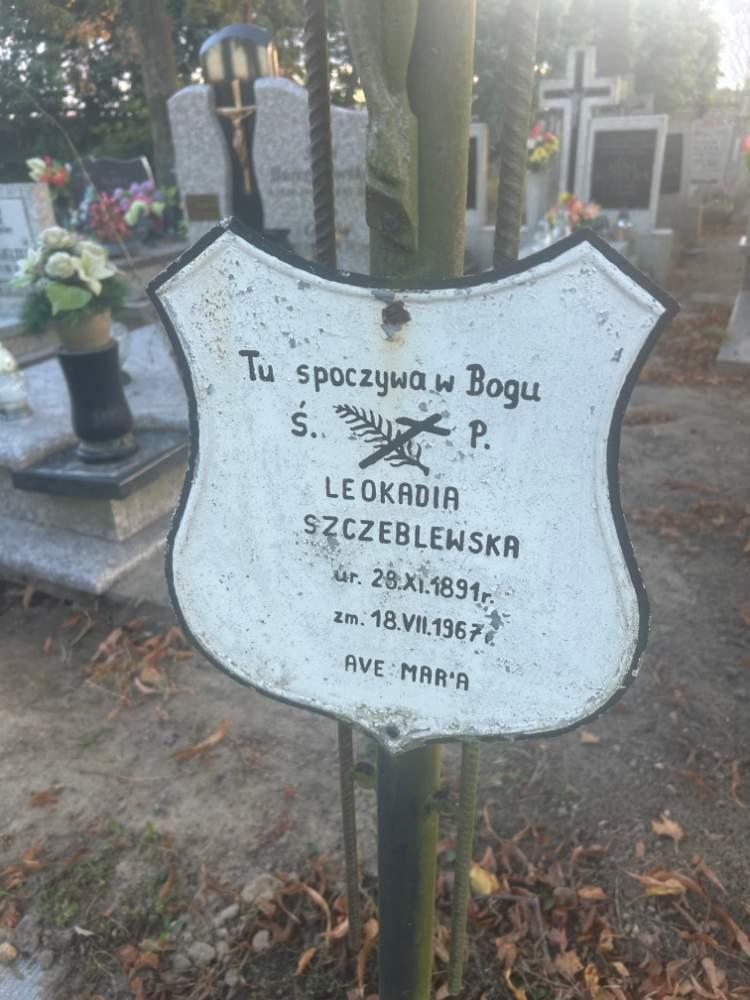 Tu spoczywa w Bogu
Ś. P.
LEOKADIA
SZCZEBLEWSKA
ur. 28.XI.1891r.
zm. 18.VII.1967r.
AVE MAR'A